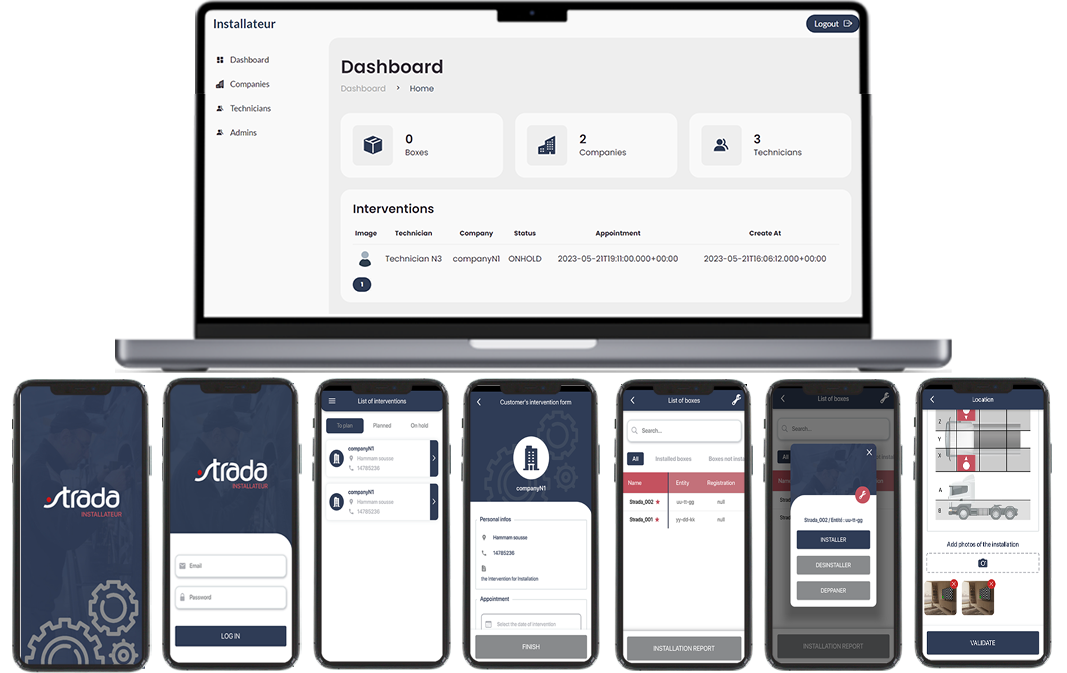 Installateur
Logout
Dashboard
Companies
Technicians
Admins
Dashboard
Dashboard > Home
0
Boxes
2
Companies
3
Technicians
Interventions
Image Technician Company Status Appointment Create At
Technician N3 companyN1 ONHOLD 2023-05-21T19:11:00.000+00:00 2023-05-21T16:06:12.000+00:00
1
strada
INSTALLATEUR
strada
INSTALLATEUR
Email
Password
LOG IN
List of interventions
To plan Planned On hold
companyN1
Hammam sousse
14785236
companyN1
Hammam sousse
14785236
Customer's intervention form
companyN1
Personal infos
Hammam sousse
14785236
the Intervention for Installation
Appointment
Select the date of intervention
FINISH
List of boxes
Search...
All Installed boxes Boxes not insta
Name Entity Registration
Strada_002 ★ uu-tt-gg null
Strada_001 ★ yy-dd-kk null
INSTALLATION REPORT
List of boxes
Search...
All
X
Strada_002 / Entité : uu-tt-gg
INSTALLER
DESINSTALLER
DEPPANER
INSTALLATION REPORT
Location
Z
Y
X
A
B
Add photos of the installation
VALIDATE